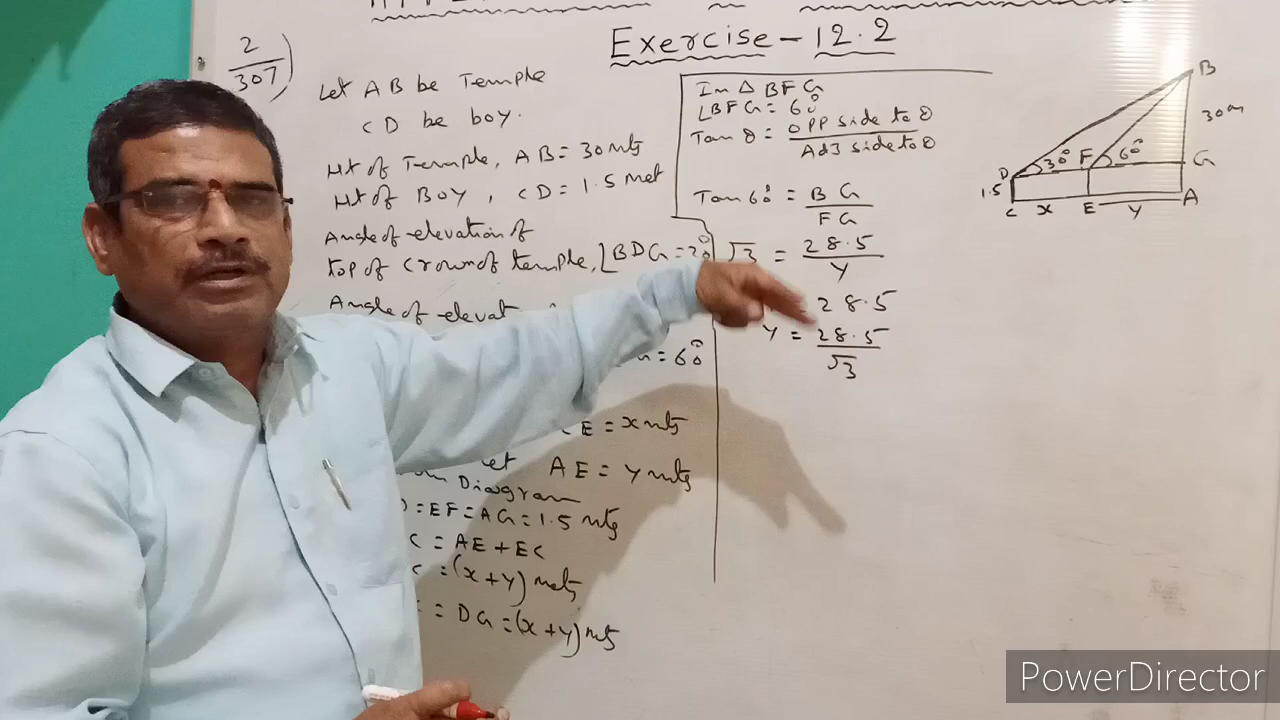 Exercise - 12.2
2/307)
Let AB be Temple
CD be boy.
Ht of Temple, AB = 30 mts
Ht of Boy, CD = 1.5 met
Angle of elevation of
top of Crown of temple, ∠BDG = 30°
Angle of elevat
= 60°
E = x mts
Let AE = y mts
Diagram
= EF = AG = 1.5 mts
C = AE + EC
= (x+y) mets
= DG = (x+y) mts
In △ BFG
∠BFG = 60°
Tan θ = opp side to θ / Adj side to θ
Tan 60° = BG / FG
√3 = 28.5 / y
28.5
y = 28.5 / √3
B
30 m
D 30° F 60° G
1.5
C x E y A
PowerDirector